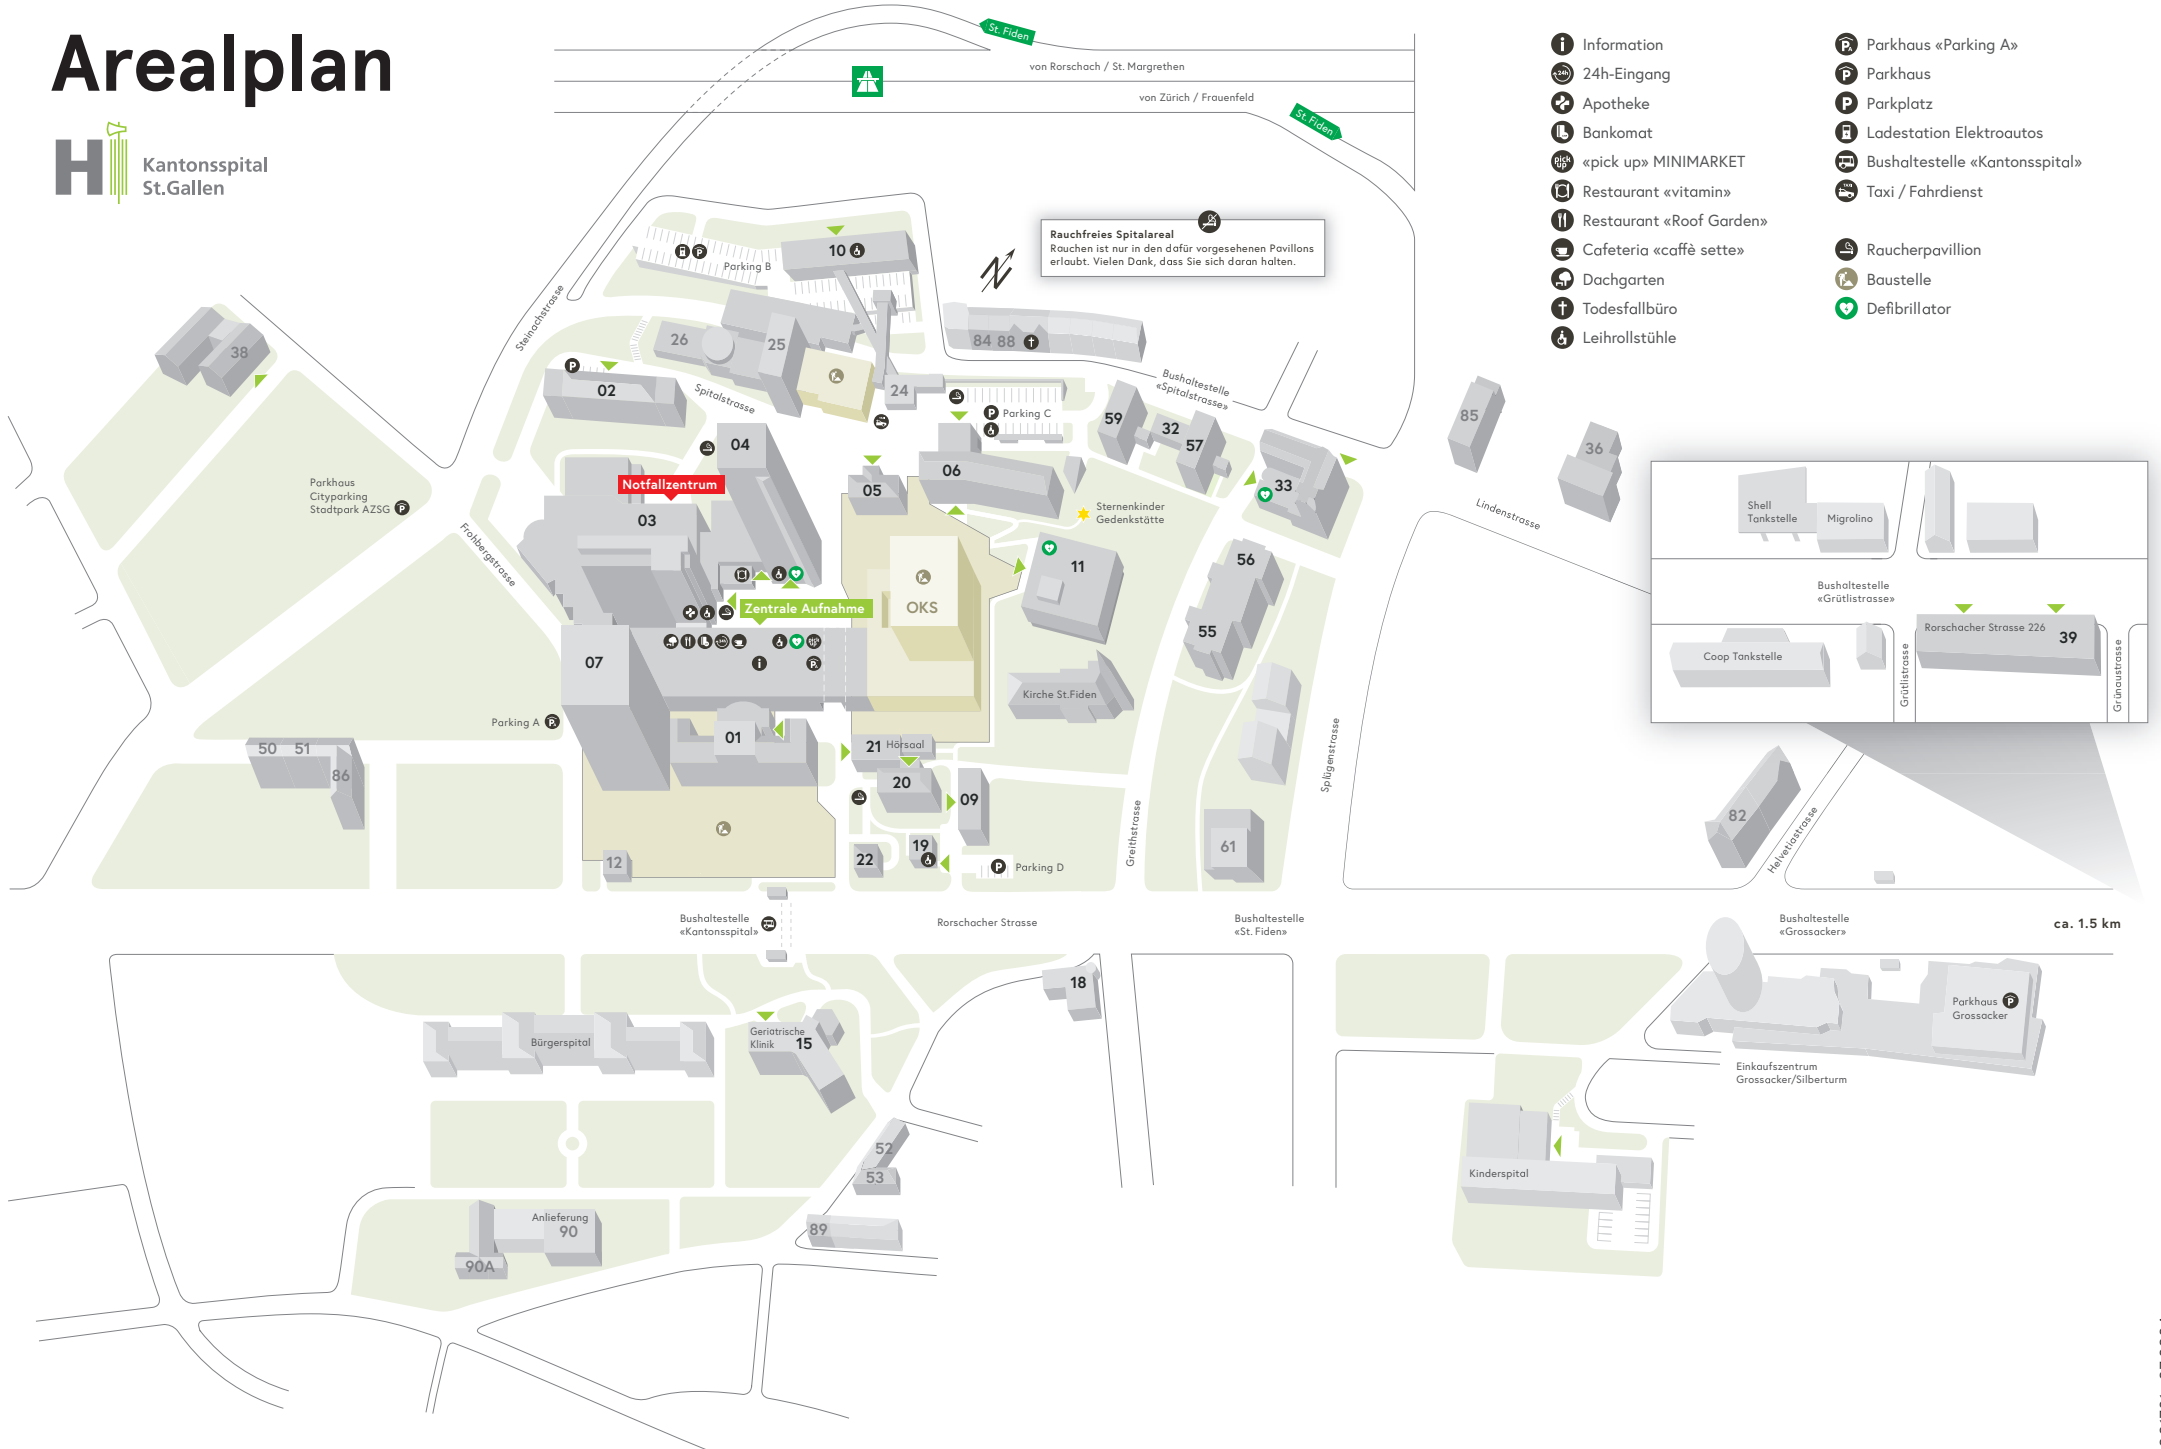 Arealplan
Kantonsspital
St.Gallen
St. Fiden
von Rorschach / St. Margrethen
von Zürich / Frauenfeld
St. Fiden
Information
24h-Eingang
Apotheke
Bankomat
«pick up» MINIMARKET
Restaurant «vitamin»
Restaurant «Roof Garden»
Cafeteria «caffè sette»
Dachgarten
Todesfallbüro
Leihrollstühle
Parkhaus «Parking A»
Parkhaus
Parkplatz
Ladestation Elektroautos
Bushaltestelle «Kantonsspital»
Taxi / Fahrdienst
Raucherpavillion
Baustelle
Defibrillator
Rauchfreies Spitalareal
Rauchen ist nur in den dafür vorgesehenen Pavillons
erlaubt. Vielen Dank, dass Sie sich daran halten.
N
10
Parking B
Steinachstrasse
38
26
25
84 88
02
Spitalstrasse
24
Bushaltestelle
«Spitalstrasse»
Parking C
59
32
57
85
36
04
06
05
33
Notfallzentrum
03
Parkhaus
Cityparking
Stadtpark AZSG
Frohbergstrasse
Sternenkinder
Gedenkstätte
Lindenstrasse
11
56
55
OKS
Zentrale Aufnahme
07
Kirche St.Fiden
Parking A
01
21 Hörsaal
20
09
50 51
86
Splügenstrasse
Greithstrasse
12
22
19
Parking D
61
82
Helvetiastrasse
Shell
Tankstelle
Migrolino
Bushaltestelle
«Grütlistrasse»
Rorschacher Strasse 226
39
Coop Tankstelle
Grütlistrasse
Grünaustrasse
Bushaltestelle
«Kantonsspital»
Rorschacher Strasse
Bushaltestelle
«St. Fiden»
Bushaltestelle
«Grossacker»
ca. 1.5 km
18
Bürgerspital
Geriatrische
Klinik
15
Parkhaus
Grossacker
Einkaufszentrum
Grossacker/Silberturm
52
53
89
Kinderspital
Anlieferung
90
90A